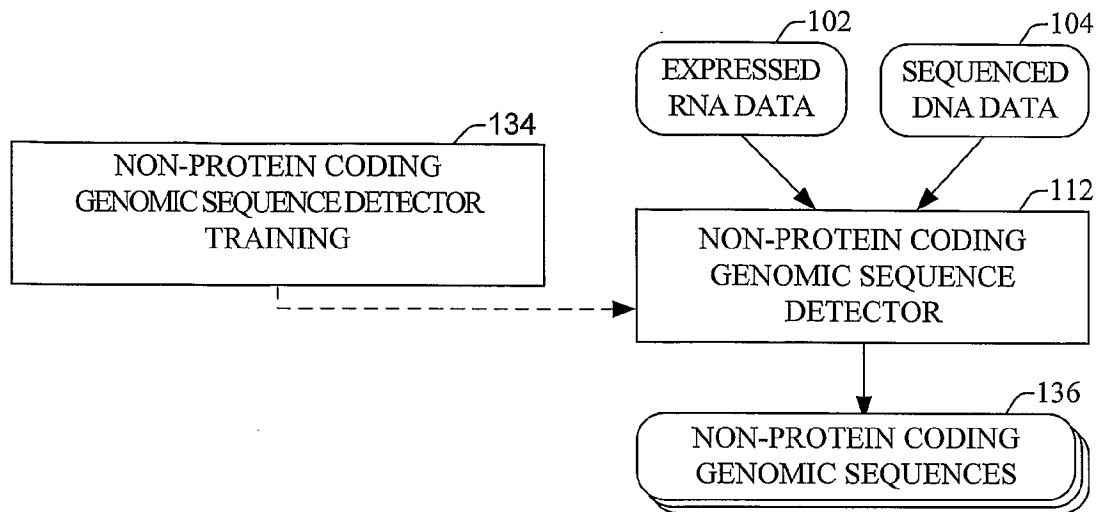 102
104
EXPRESSED
RNA DATA
SEQUENCED
DNA DATA
134
NON-PROTEIN CODING
GENOMIC SEQUENCE DETECTOR
TRAINING
112
NON-PROTEIN CODING
GENOMIC SEQUENCE
DETECTOR
136
NON-PROTEIN CODING
GENOMIC SEQUENCES